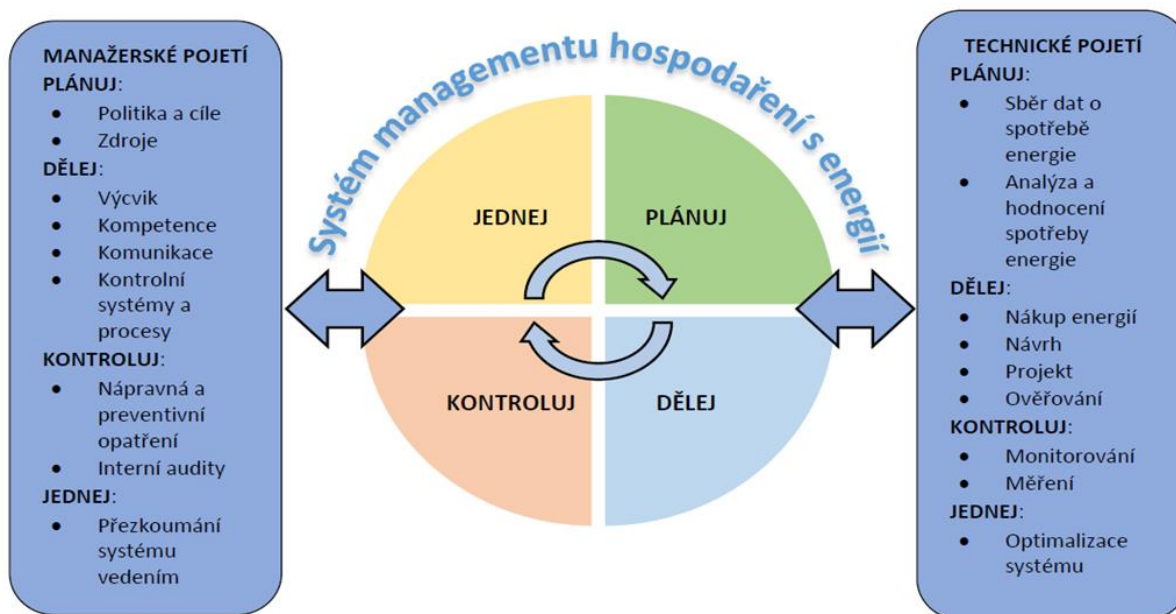 MANAŽERSKÉ POJETÍ
PLÁNUJ:
● Politika a cíle
● Zdroje
DĚLEJ:
● Výcvik
● Kompetence
● Komunikace
● Kontrolní
systémy a
procesy
KONTROLUJ:
● Nápravná a
preventivní
opatření
● Interní audity
JEDNEJ:
● Přezkoumání
systému
vedením
Systém managementu hospodaření s energií
JEDNEJ
PLÁNUJ
KONTROLUJ
DĚLEJ
TECHNICKÉ POJETÍ
PLÁNUJ:
● Sběr dat o
spotřebě
energie
● Analýza a
hodnocení
spotřeby
energie
DĚLEJ:
● Nákup energií
● Návrh
● Projekt
● Ověřování
KONTROLUJ:
● Monitorování
● Měření
JEDNEJ:
● Optimalizace
systému